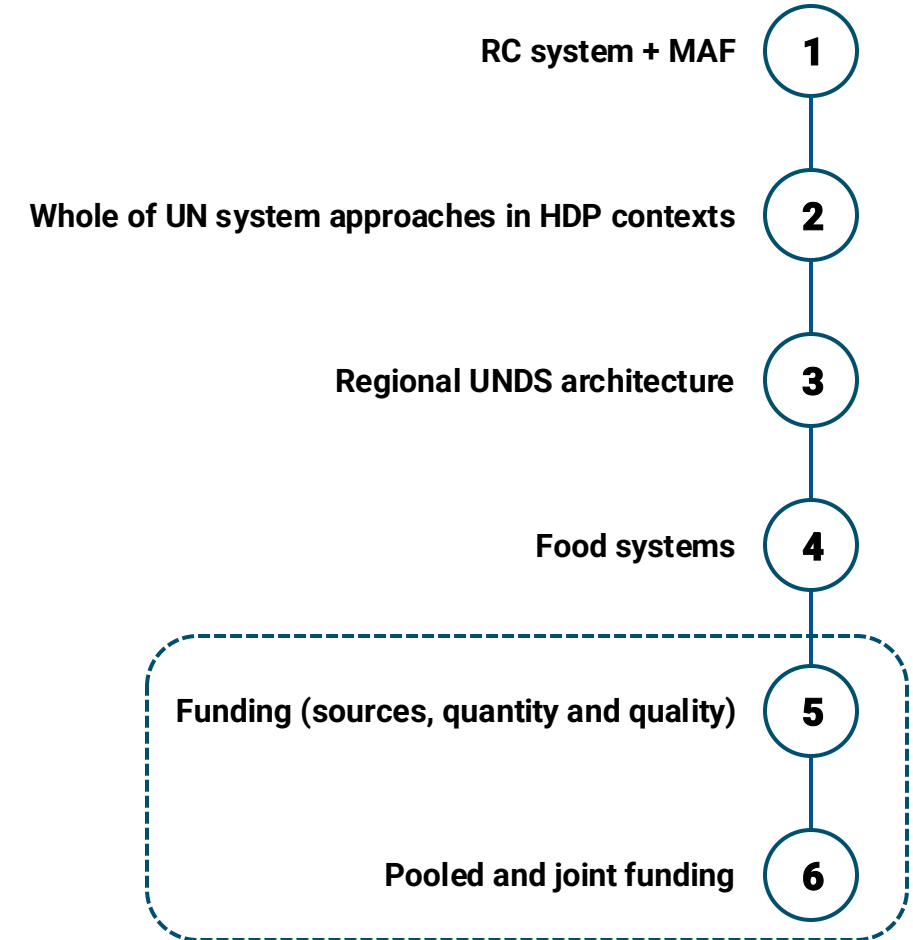 RC system + MAF 1
Whole of UN system approaches in HDP contexts 2
Regional UNDS architecture 3
Food systems 4
Funding (sources, quantity and quality) 5
Pooled and joint funding 6